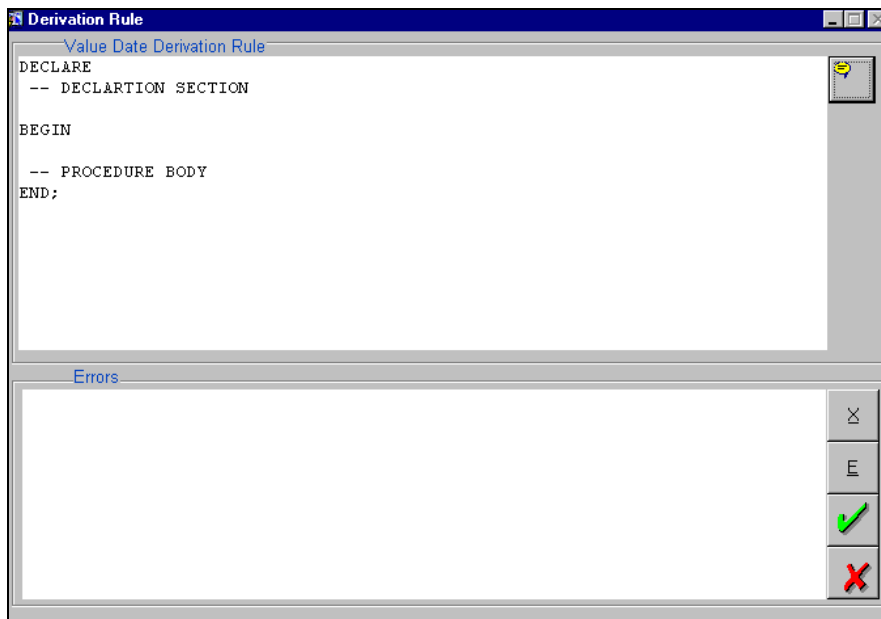 Derivation Rule
Value Date Derivation Rule
DECLARE
-- DECLARTION SECTION
BEGIN
-- PROCEDURE BODY
END;
Errors
X
E